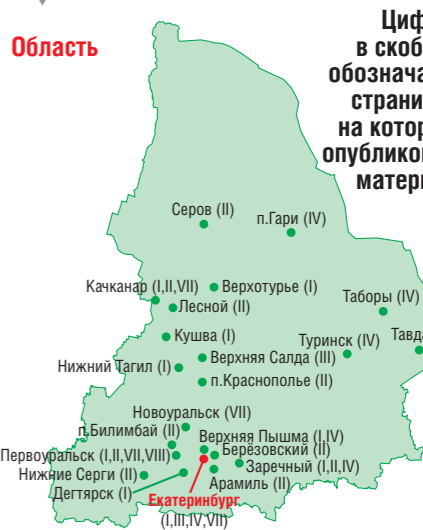 Область
Циф
в скоб
обознача
страни
на котор
опубликов
матери
Серов (II)
п.Гари (IV)
Качканар (I,II,VII)
Верхотурье (I)
Лесной (II)
Таборы (IV)
Кушва (I)
Туринск (IV)
Тавд
Верхняя Салда (III)
Нижний Тагил (I)
п.Краснополье (II)
Новоуральск (VII)
п.Билимбай (II)
Верхняя Пышма (I,IV)
Первоуральск (I,II,VII,VIII)
Берёзовский (II)
Заречный (I,II,IV)
Нижние Серги (II)
Арамиль (II)
Дегтярск (I)
Екатеринбург
(I,III,IV,VII)